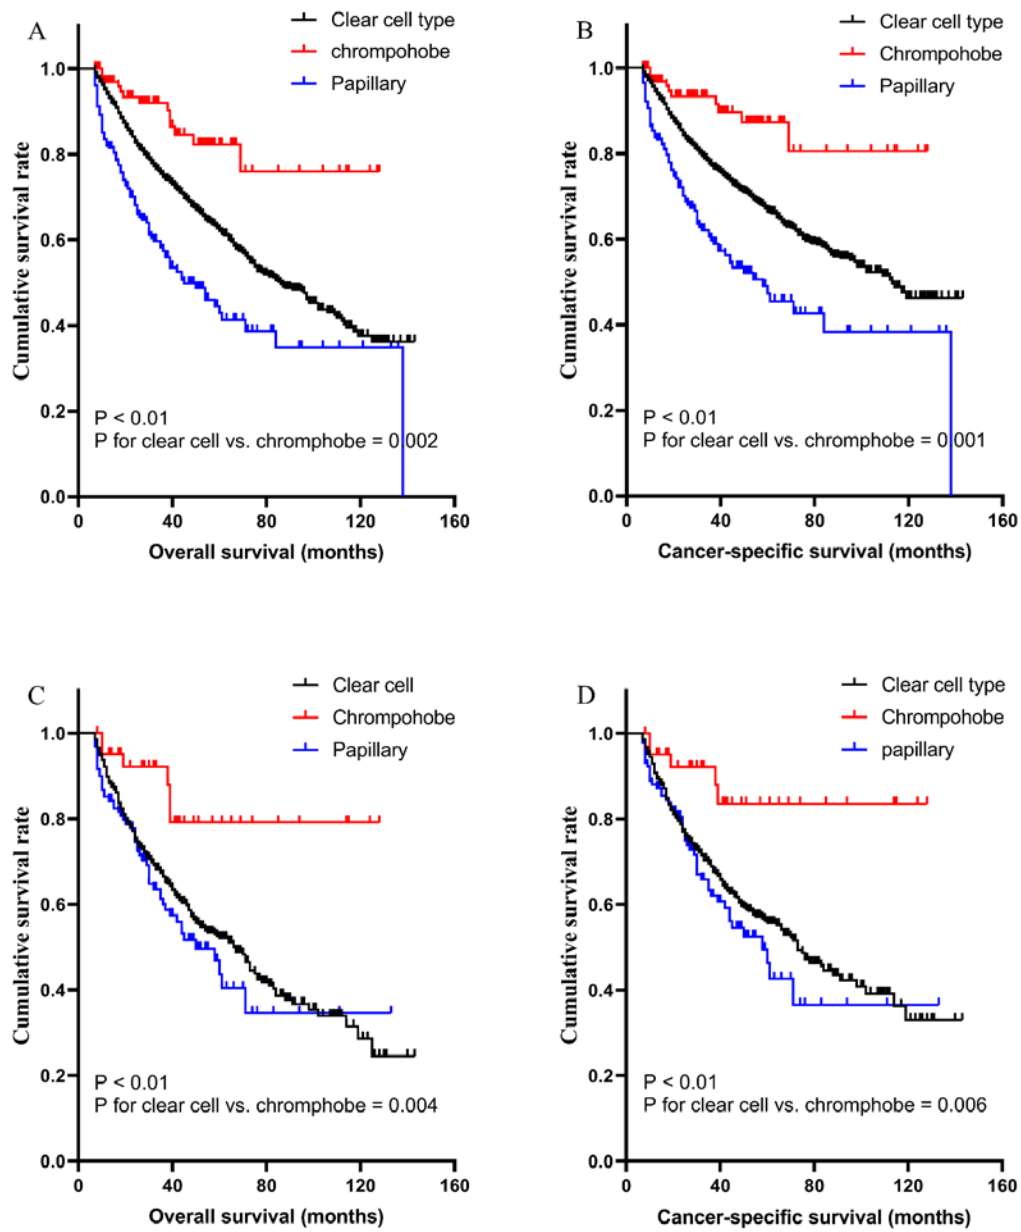 A
Clear cell type
chrompohobe
Papillary
Cumulative survival rate
1.0
0.8
0.6
0.4
0.2
0.0
P < 0.01
P for clear cell vs. chromphobe = 0.002
0 40 80 120 160
Overall survival (months)
B
Clear cell type
Chrompohobe
Papillary
Cumulative survival rate
1.0
0.8
0.6
0.4
0.2
0.0
P < 0.01
P for clear cell vs. chromphobe = 0.001
0 40 80 120 160
Cancer-specific survival (months)
C
Clear cell
Chrompohobe
Papillary
Cumulative survival rate
1.0
0.8
0.6
0.4
0.2
0.0
P < 0.01
P for clear cell vs. chromphobe = 0.004
0 40 80 120 160
Overall survival (months)
D
Clear cell type
Chrompohobe
papillary
Cumulative survival rate
1.0
0.8
0.6
0.4
0.2
0.0
P < 0.01
P for clear cell vs. chromphobe = 0.006
0 40 80 120 160
Cancer-specific survival (months)